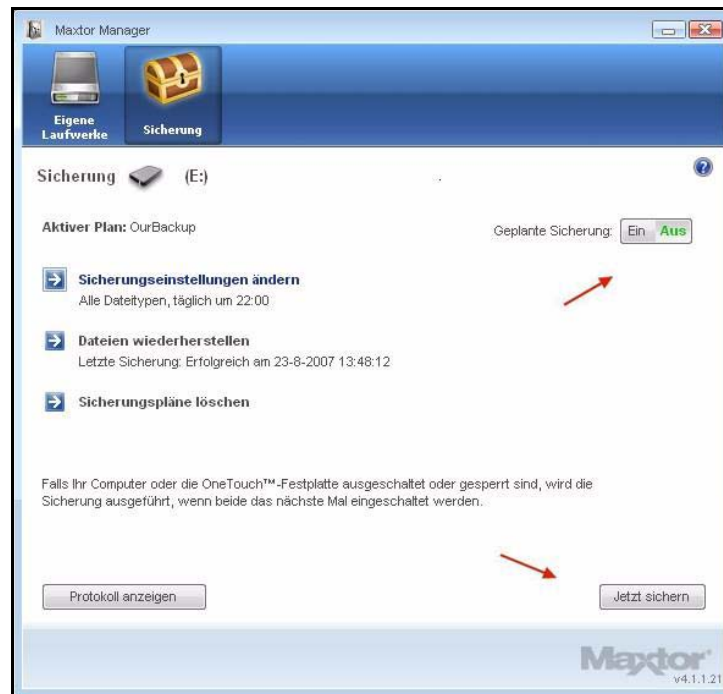 Maxtor Manager
Eigene
Laufwerke
Sicherung
Sicherung (E:)
?
Aktiver Plan: OurBackup
Geplante Sicherung: Ein Aus
Sicherungseinstellungen ändern
Alle Dateitypen, täglich um 22:00
Dateien wiederherstellen
Letzte Sicherung: Erfolgreich am 23-8-2007 13:48:12
Sicherungspläne löschen
Falls Ihr Computer oder die OneTouch™-Festplatte ausgeschaltet oder gesperrt sind, wird die
Sicherung ausgeführt, wenn beide das nächste Mal eingeschaltet werden.
Protokoll anzeigen
Jetzt sichern
Maxtor
v4.1.1.21